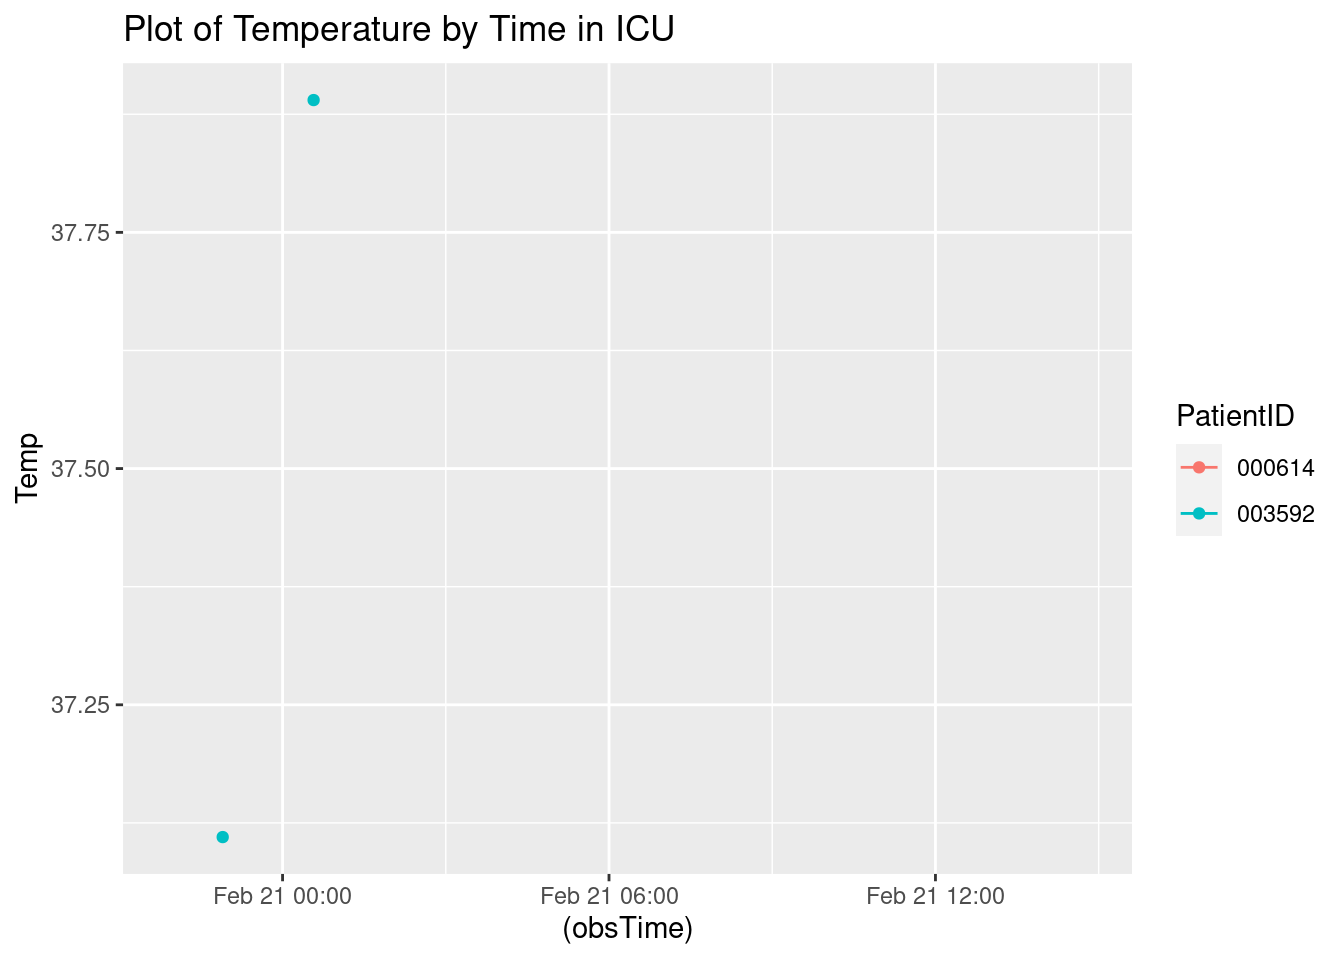 Plot of Temperature by Time in ICU
37.75
37.50
37.25
Temp
Feb 21 00:00
Feb 21 06:00
Feb 21 12:00
(obsTime)
PatientID
000614
003592